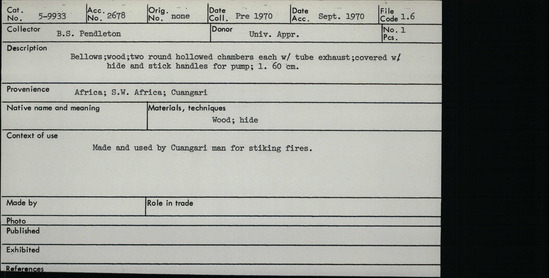 Cat. No. 5-9933 Acc. No. 2678 Orig. No. none Date Coll. Pre 1970 Date Acc. Sept. 1970 File Code 1.6
Collector B.S. Pendleton Donor Univ. Appr. No. 1 Pcs.
Description
Bellows;wood;two round hollowed chambers each w/ tube exhaust;covered w/
hide and stick handles for pump; l. 60 cm.
Provenience Africa; S.W. Africa; Cuangari
Native name and meaning Materials, techniques
Wood; hide
Context of use
Made and used by Cuangari man for stiking fires.
Made by Role in trade
Photo
Published
Exhibited
References